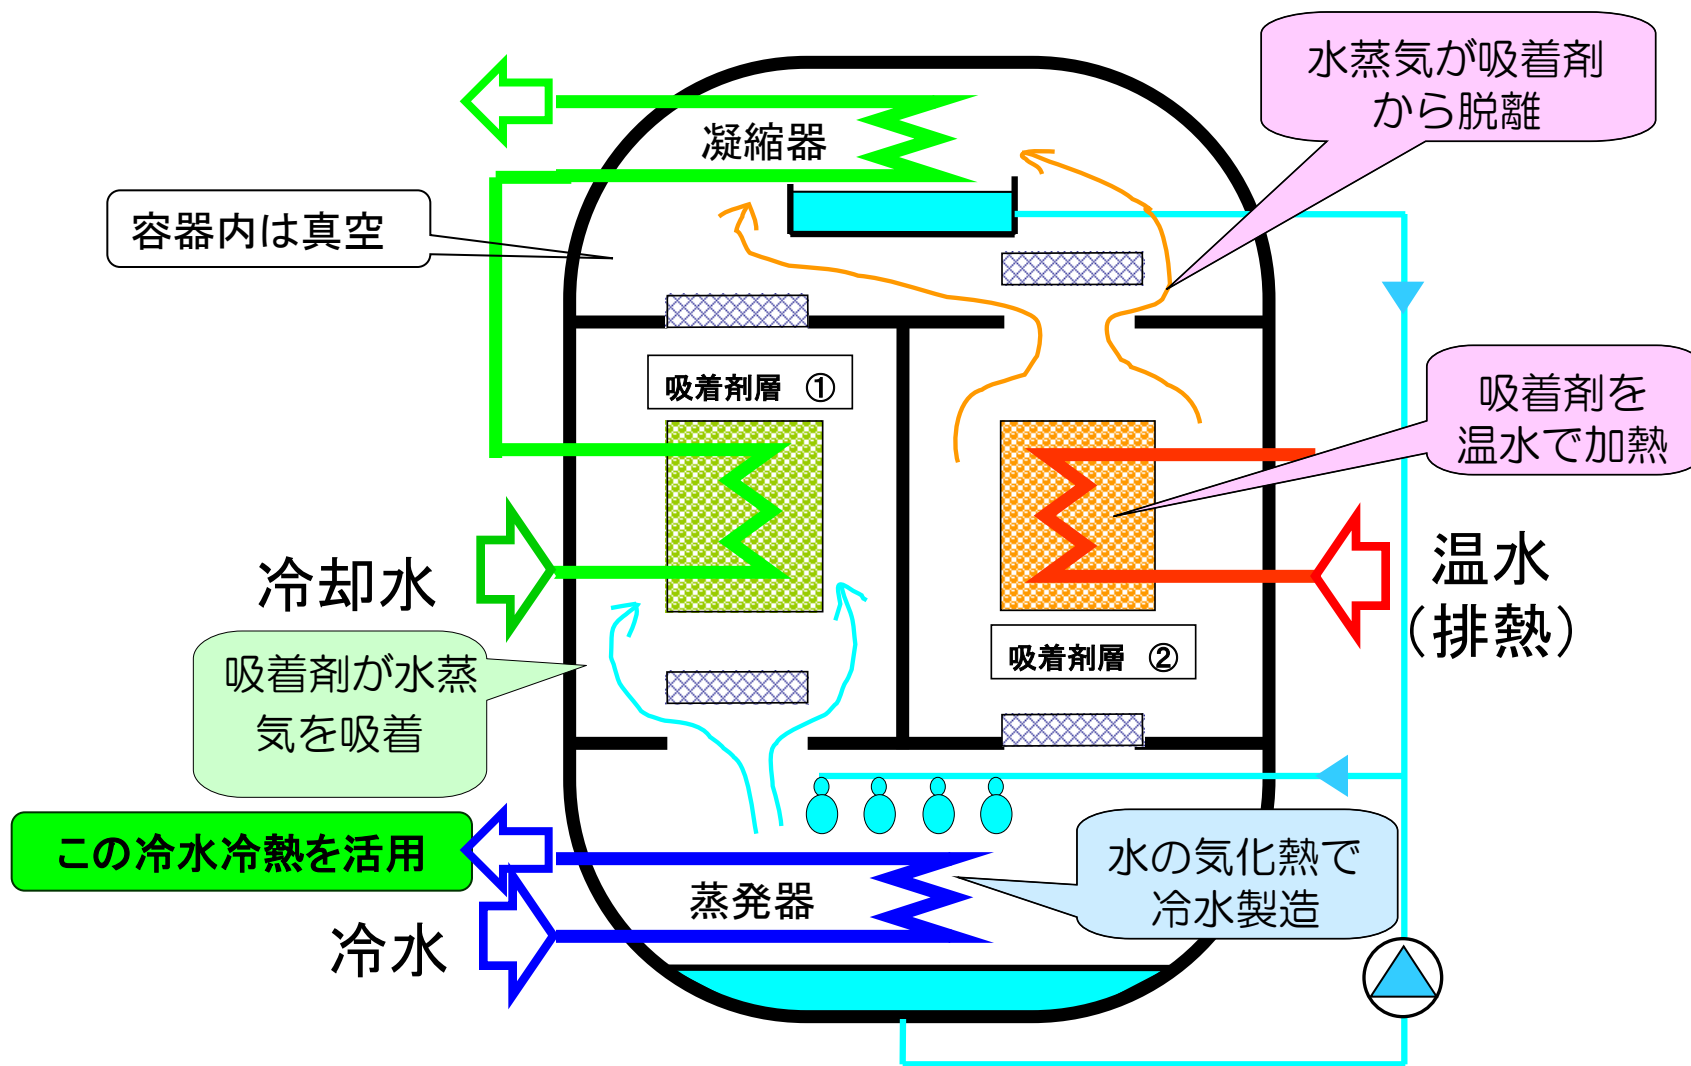 水蒸気が吸着剤
から脱離
凝縮器
容器内は真空
吸着剤層 ①
吸着剤を
温水で加熱
冷却水
温水
（排熱）
吸着剤層 ②
吸着剤が水蒸
気を吸着
この冷水冷熱を活用
水の気化熱で
冷水製造
蒸発器
冷水